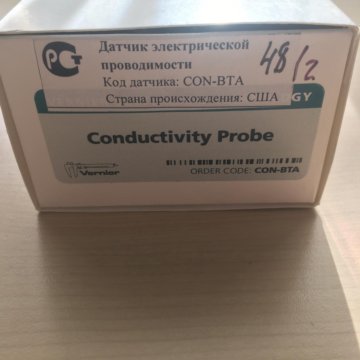 Датчик электрической
проводимости
Код датчика: CON-BTA
Страна происхождения: США
48/2
GY
Conductivity Probe
Vernier
ORDER CODE: CON-BTA